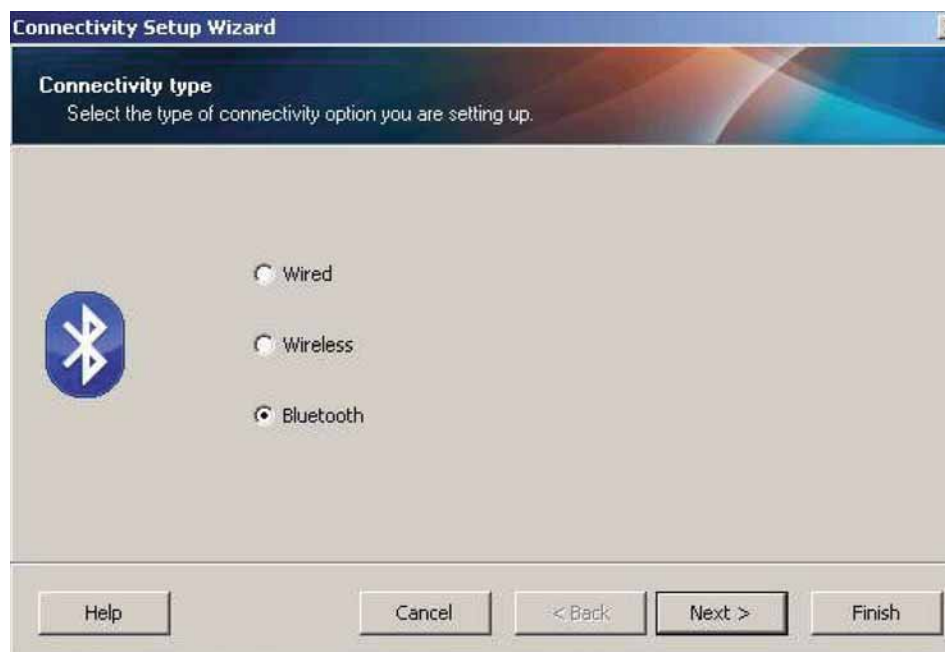 Connectivity Setup Wizard
Connectivity type
Select the type of connectivity option you are setting up.
Wired
Wireless
Bluetooth
Help Cancel < Back Next > Finish